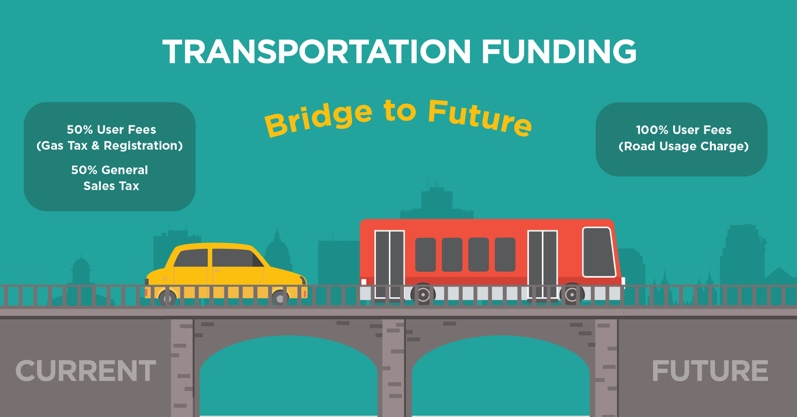 TRANSPORTATION FUNDING
Bridge to Future
50% User Fees
(Gas Tax & Registration)
50% General
Sales Tax
100% User Fees
(Road Usage Charge)
CURRENT
FUTURE